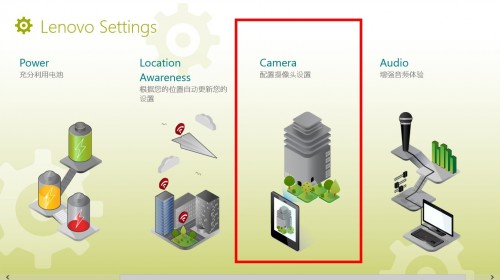 Lenovo Settings
Power
充分利用电池
Location
Awareness
根据您的位置自动更新您的
设置
Camera
配置摄像头设置
Audio
增强音频体验